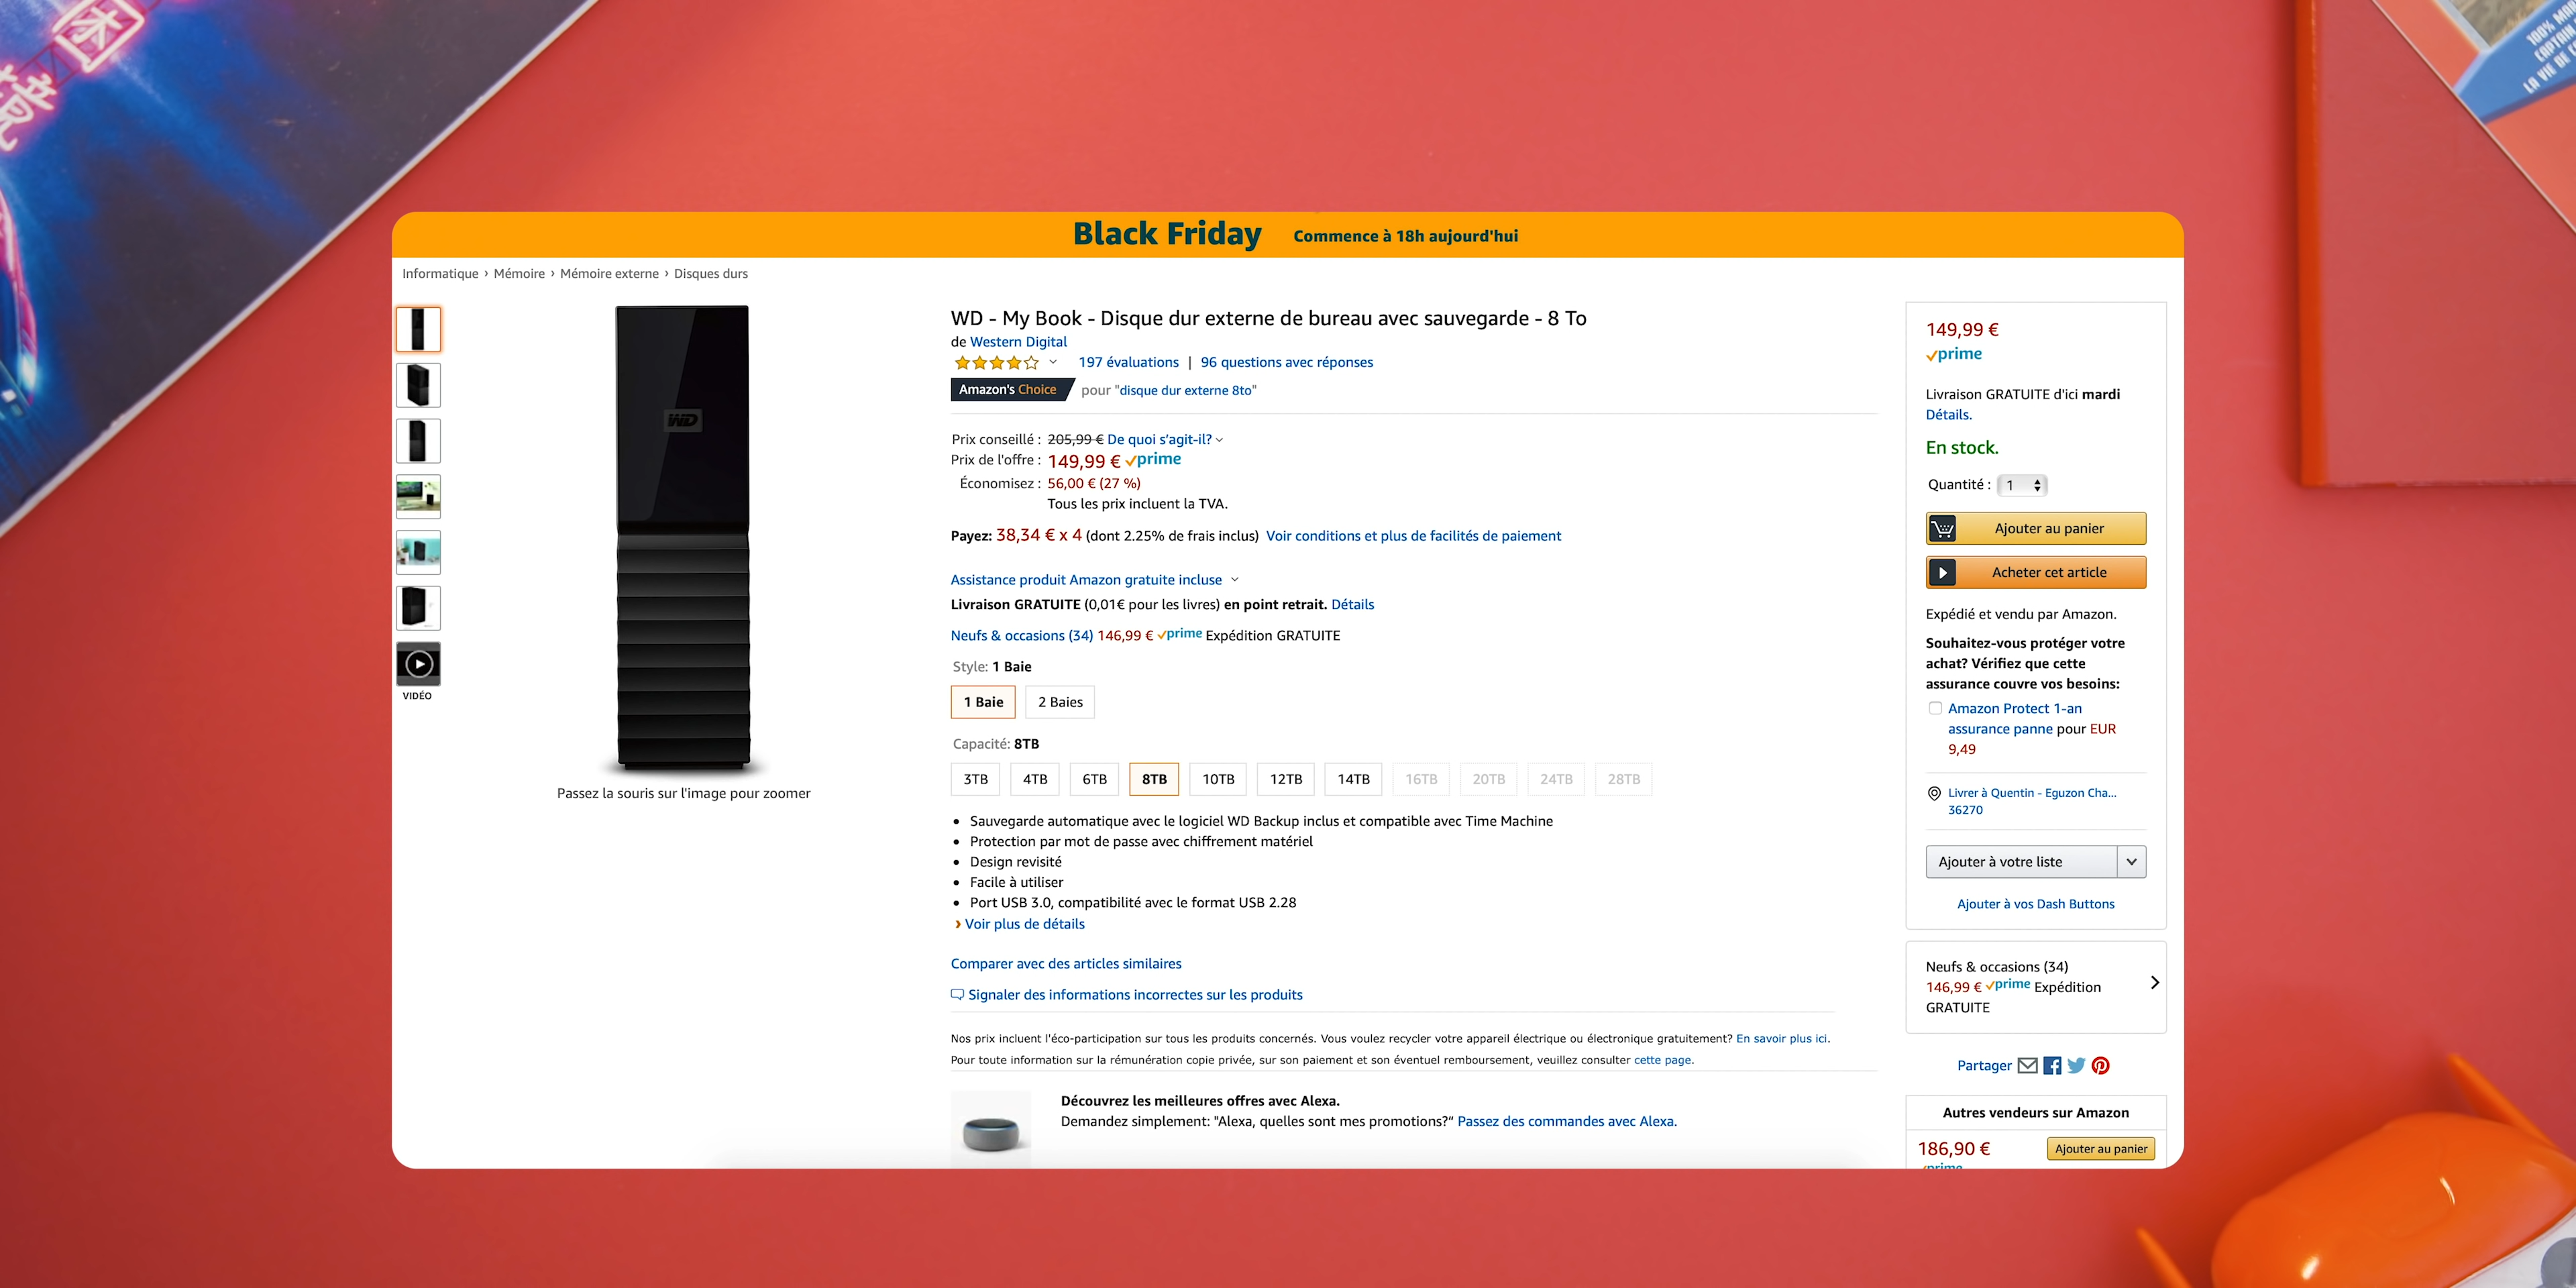 困
境
100% MAR
CAPTAIN
LA VIE DE
Black Friday Commence à 18h aujourd'hui
Informatique › Mémoire › Mémoire externe › Disques durs
WD
VIDÉO
Passez la souris sur l'image pour zoomer
WD - My Book - Disque dur externe de bureau avec sauvegarde - 8 To
de Western Digital
197 évaluations | 96 questions avec réponses
Amazon's Choice pour "disque dur externe 8to"
Prix conseillé : 205,99 € De quoi s'agit-il?
Prix de l'offre : 149,99 € prime
Économisez : 56,00 € (27 %)
Tous les prix incluent la TVA.
Payez: 38,34 € x 4 (dont 2.25% de frais inclus) Voir conditions et plus de facilités de paiement
Assistance produit Amazon gratuite incluse
Livraison GRATUITE (0,01€ pour les livres) en point retrait. Détails
Neufs & occasions (34) 146,99 € prime Expédition GRATUITE
Style: 1 Baie
1 Baie 2 Baies
Capacité: 8TB
3TB 4TB 6TB 8TB 10TB 12TB 14TB 16TB 20TB 24TB 28TB
• Sauvegarde automatique avec le logiciel WD Backup inclus et compatible avec Time Machine
• Protection par mot de passe avec chiffrement matériel
• Design revisité
• Facile à utiliser
• Port USB 3.0, compatibilité avec le format USB 2.28
› Voir plus de détails
Comparer avec des articles similaires
Signaler des informations incorrectes sur les produits
Nos prix incluent l'éco-participation sur tous les produits concernés. Vous voulez recycler votre appareil électrique ou électronique gratuitement? En savoir plus ici.
Pour toute information sur la rémunération copie privée, sur son paiement et son éventuel remboursement, veuillez consulter cette page.
Découvrez les meilleures offres avec Alexa.
Demandez simplement: "Alexa, quelles sont mes promotions?" Passez des commandes avec Alexa.
149,99 €
prime
Livraison GRATUITE d'ici mardi
Détails.
En stock.
Quantité : 1
Ajouter au panier
Acheter cet article
Expédié et vendu par Amazon.
Souhaitez-vous protéger votre
achat? Vérifiez que cette
assurance couvre vos besoins:
Amazon Protect 1-an
assurance panne pour EUR
9,49
Livrer à Quentin - Eguzon Cha...
36270
Ajouter à votre liste
Ajouter à vos Dash Buttons
Neufs & occasions (34)
146,99 € prime Expédition
GRATUITE
Partager
Autres vendeurs sur Amazon
186,90 € Ajouter au panier
prime